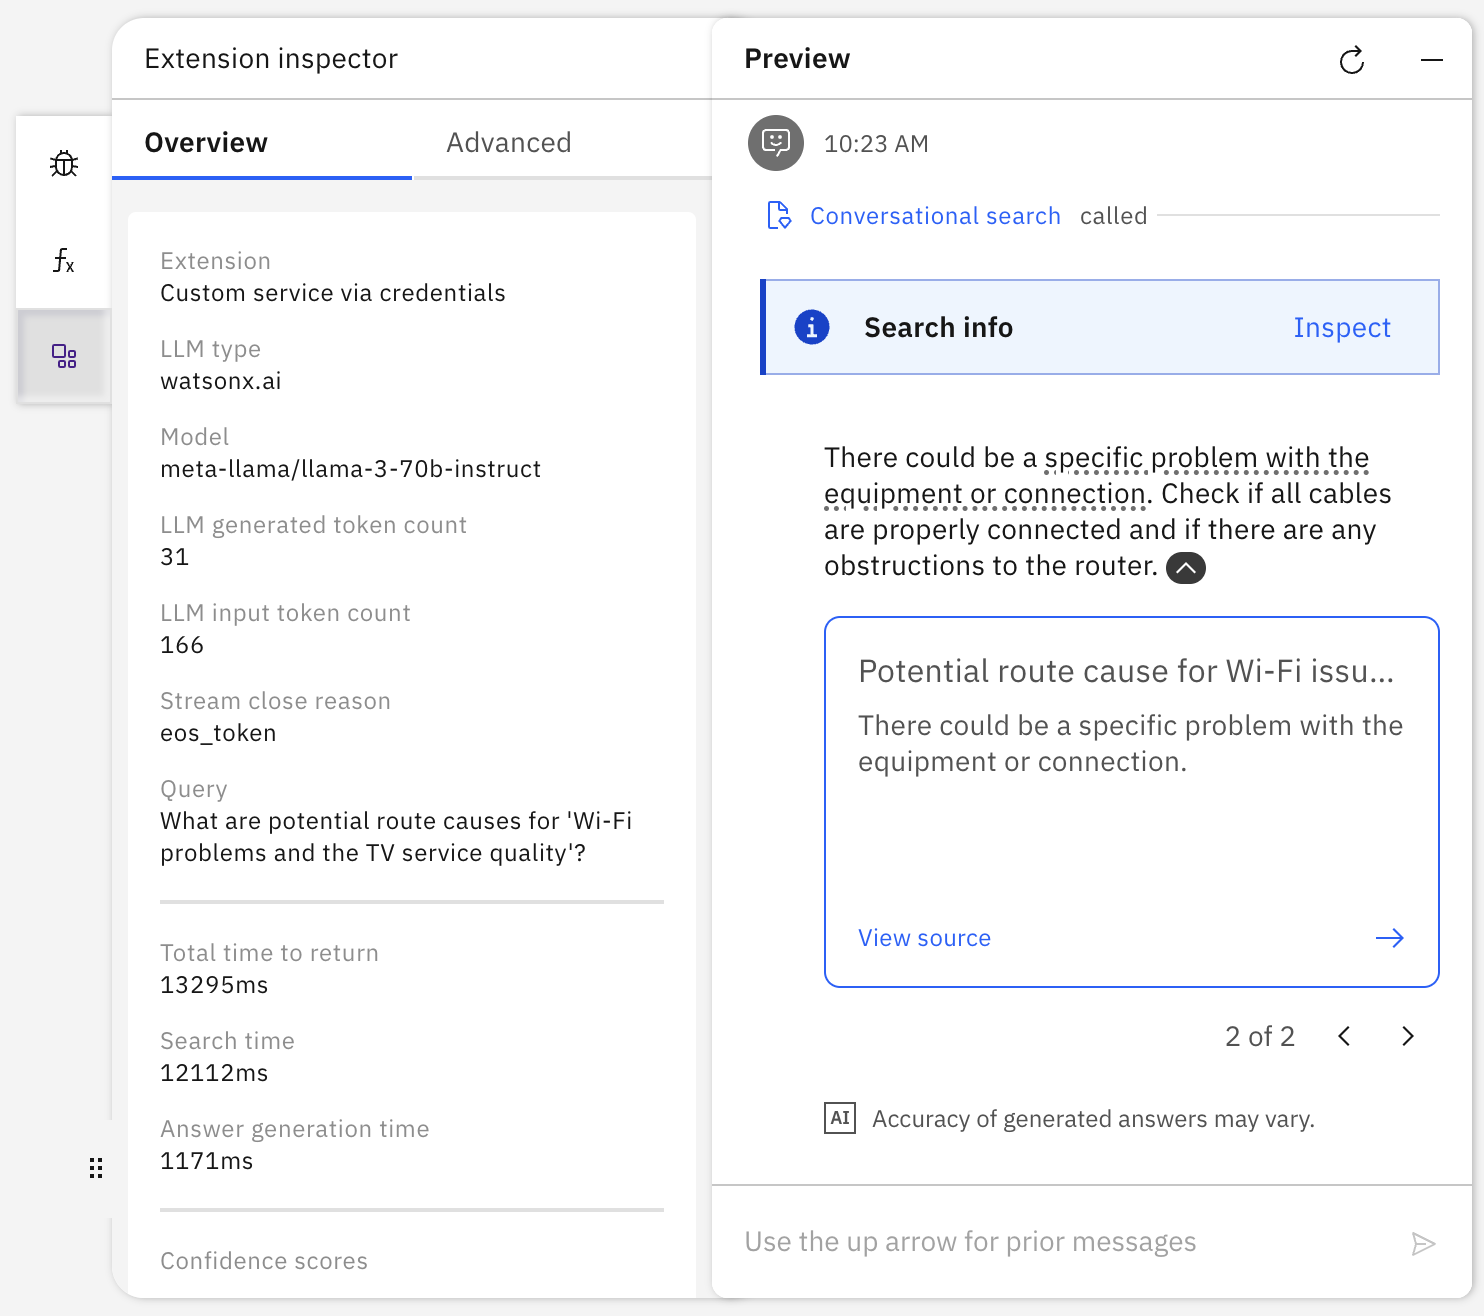 Extension inspector
Overview
Advanced
Extension
Custom service via credentials
LLM type
watsonx.ai
Model
meta-llama/llama-3-70b-instruct
LLM generated token count
31
LLM input token count
166
Stream close reason
eos_token
Query
What are potential route causes for 'Wi-Fi
problems and the TV service quality'?
Total time to return
13295ms
Search time
12112ms
Answer generation time
1171ms
Confidence scores
Preview
10:23 AM
Conversational search called
Search info
Inspect
There could be a specific problem with the
equipment or connection. Check if all cables
are properly connected and if there are any
obstructions to the router.
Potential route cause for Wi-Fi issu...
There could be a specific problem with the
equipment or connection.
View source
2 of 2
AI Accuracy of generated answers may vary.
Use the up arrow for prior messages